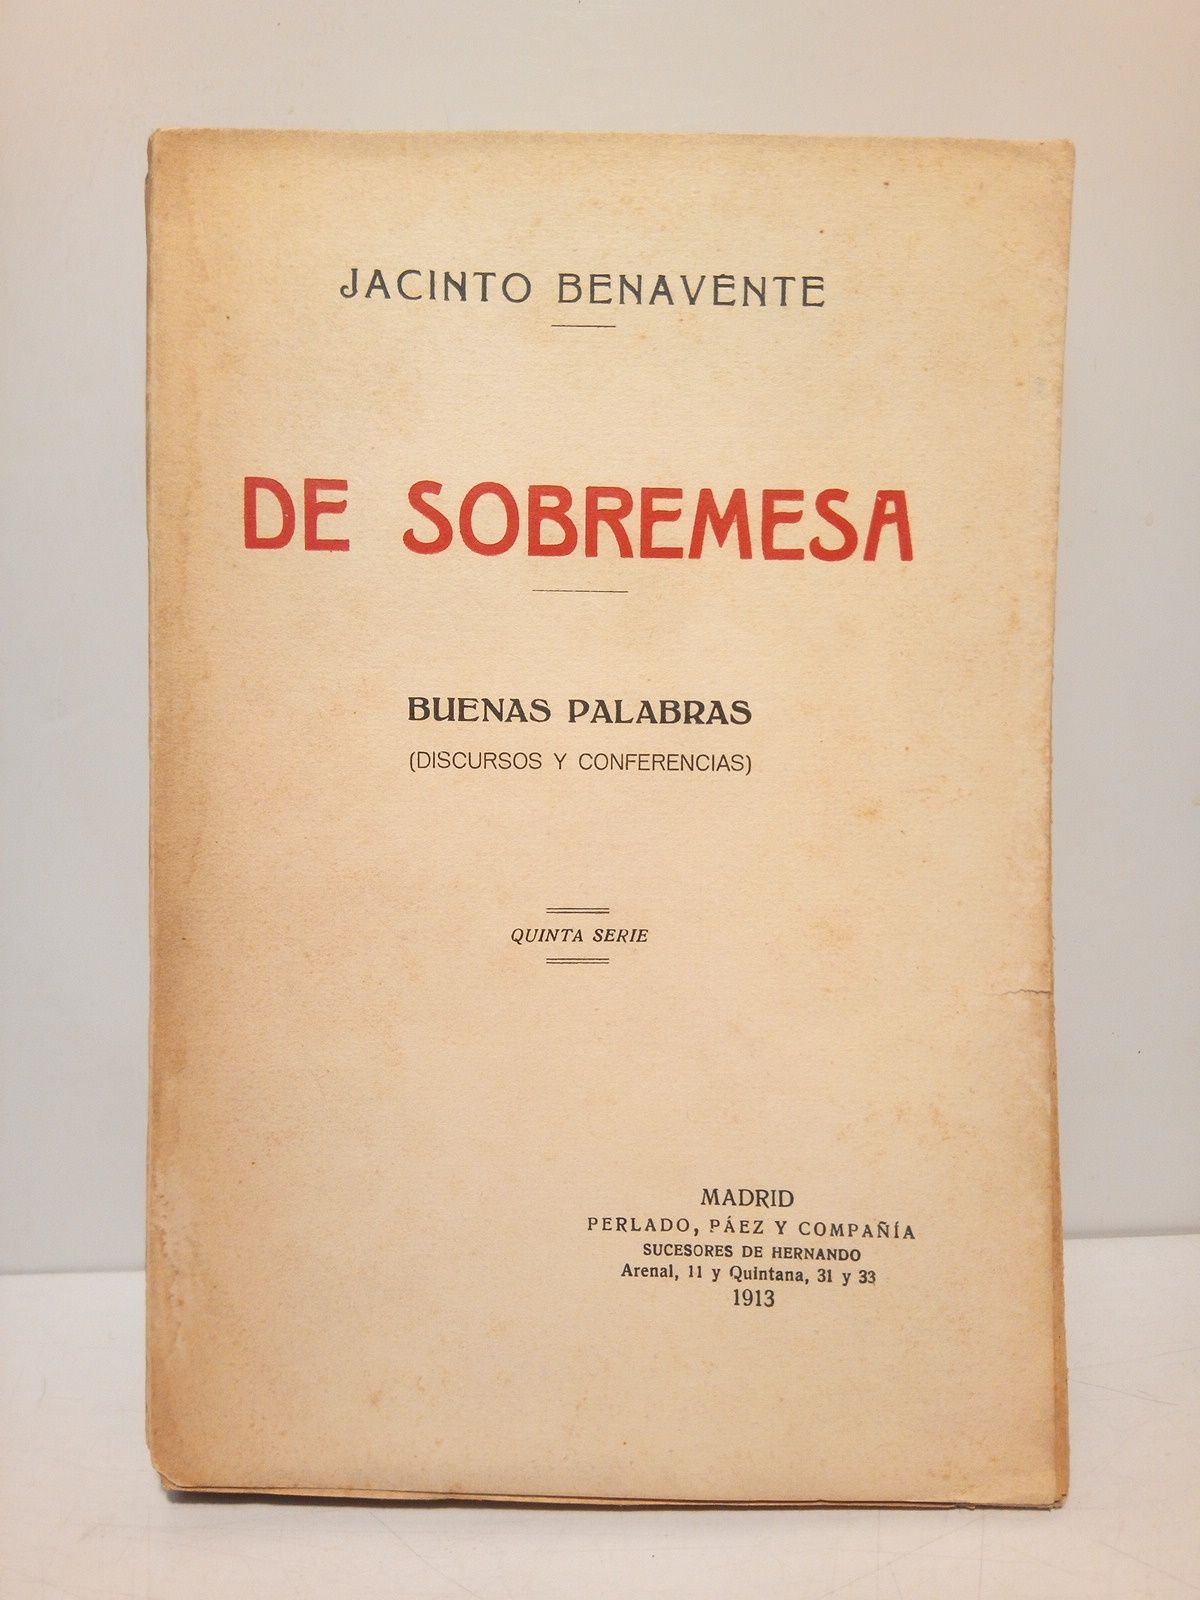 JACINTO BENAVENTE
DE SOBREMESA
BUENAS PALABRAS
(DISCURSOS Y CONFERENCIAS)
QUINTA SERIE
MADRID
PERLADO, PÁEZ Y COMPAÑÍA
SUCESORES DE HERNANDO
Arenal, 11 y Quintana, 31 y 33
1913